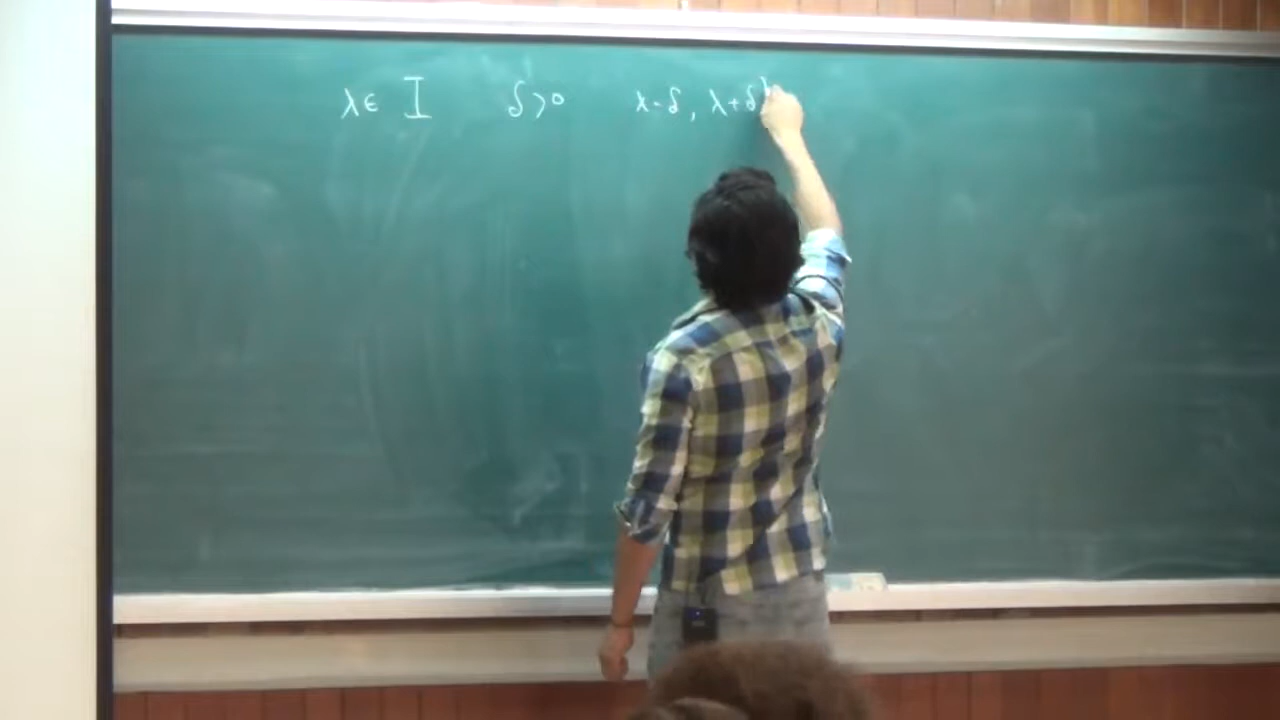 λ ∈ I δ > 0 λ - δ, λ + δ)